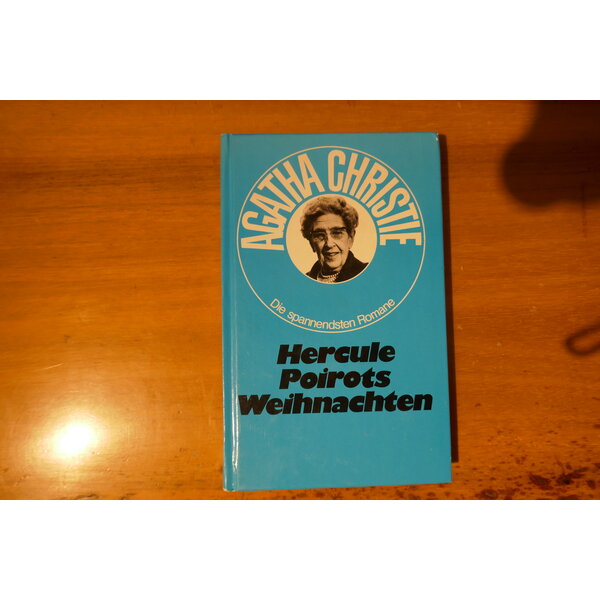 AGATHA CHRISTIE
Die spannendsten Romane
Hercule
Poirots
Weihnachten